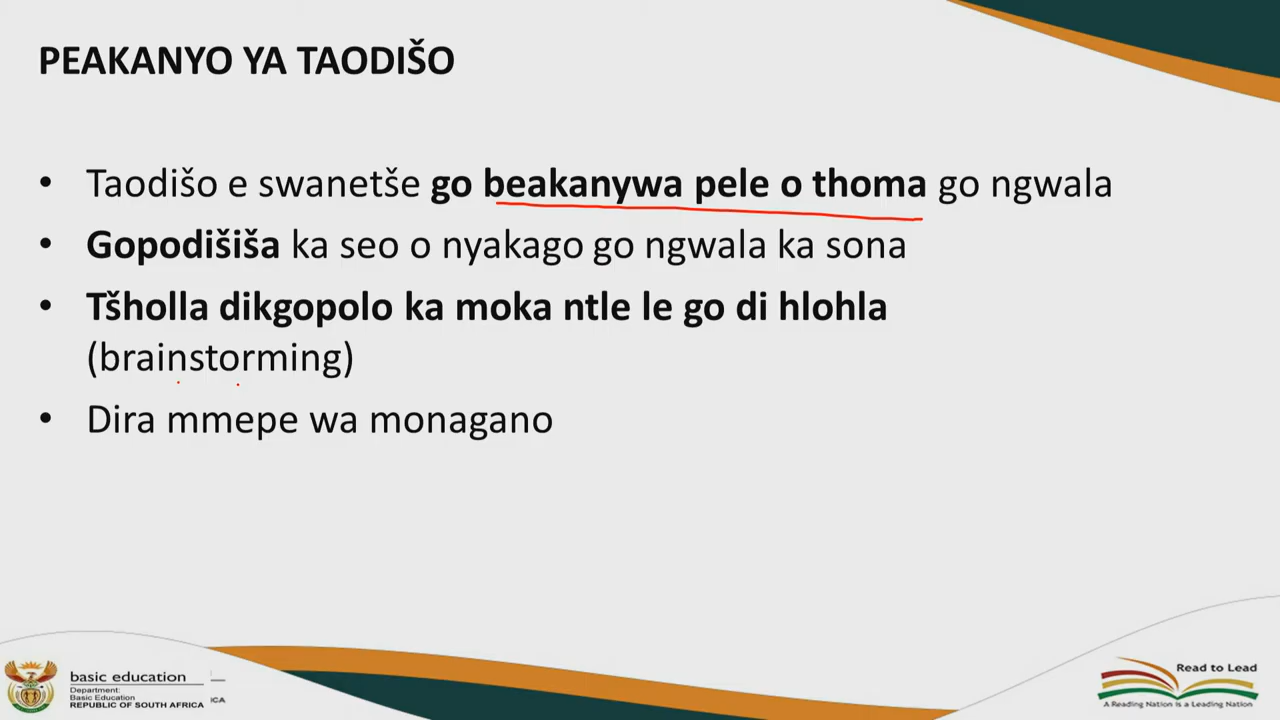 PEAKANYO YA TAODIŠO
• Taodišo e swanetše go beakanywa pele o thoma go ngwala
• Gopodišiša ka seo o nyakago go ngwala ka sona
• Tšholla dikgopolo ka moka ntle le go di hlohla
(brainstorming)
• Dira mmepe wa monagano
basic education
Department:
Basic Education
REPUBLIC OF SOUTH AFRICA
ICA
Read to Lead
A Reading Nation is a Leading Nation